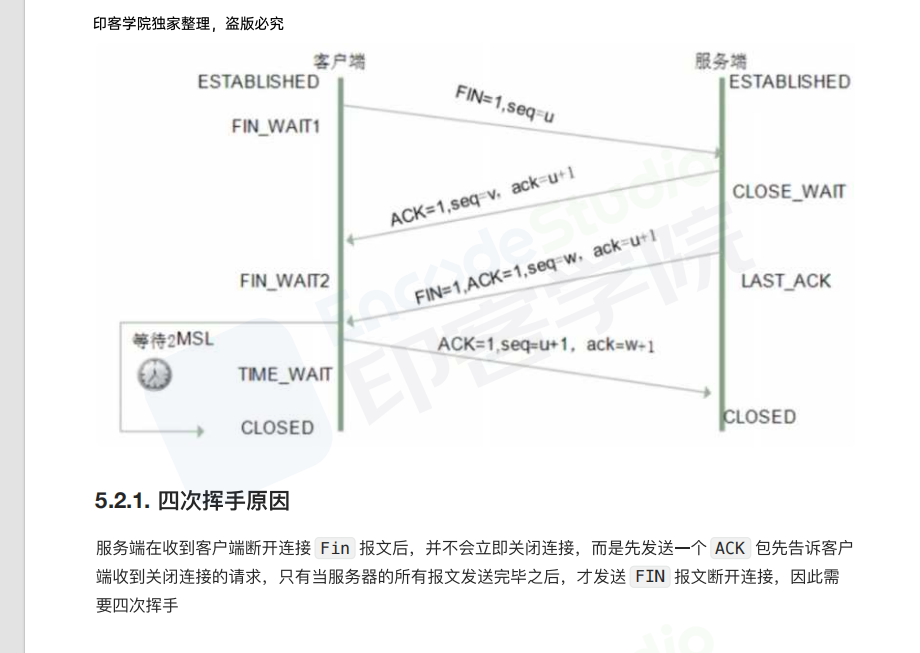 印客学院独家整理，盗版必究
客户端
服务端
ESTABLISHED
ESTABLISHED
FIN=1,seq=u
FIN_WAIT1
ACK=1,seq=v，ack=u+1
CLOSE_WAIT
FIN=1,ACK=1,seq=w，ack=u+1
FIN_WAIT2
LAST_ACK
等待2MSL
ACK=1,seq=u+1，ack=w+1
TIME_WAIT
CLOSED
CLOSED
EncodeStudio
印客学院
5.2.1. 四次挥手原因
服务端在收到客户端断开连接 Fin 报文后，并不会立即关闭连接，而是先发送一个 ACK 包先告诉客户
端收到关闭连接的请求，只有当服务器的所有报文发送完毕之后，才发送 FIN 报文断开连接，因此需
要四次挥手